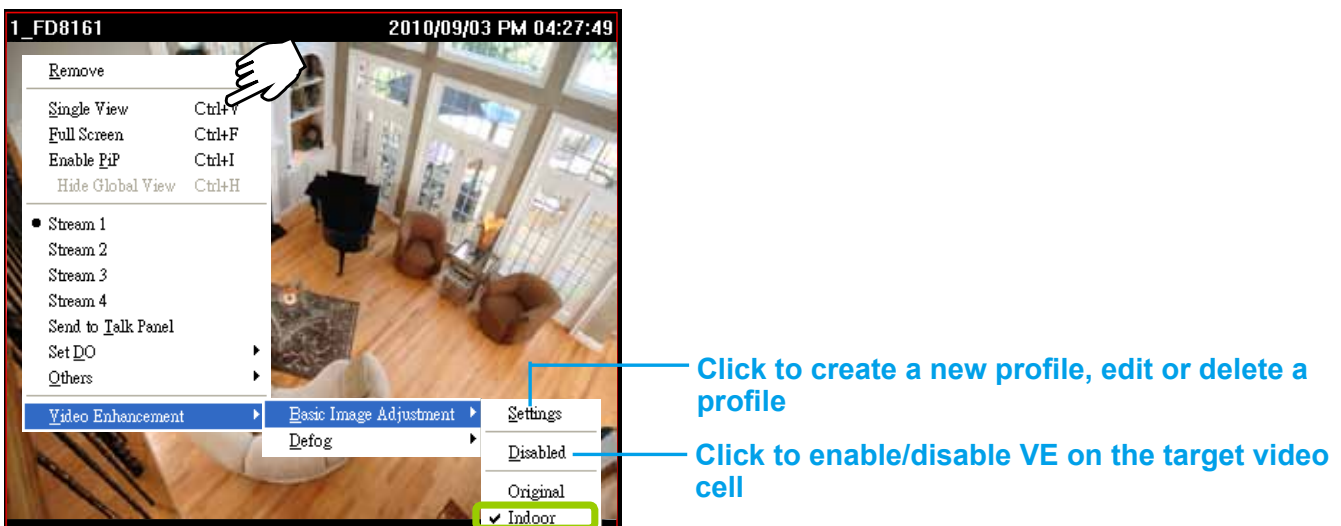 1_FD8161 2010/09/03 PM 04:27:49
Remove
Single View Ctrl+V
Full Screen Ctrl+F
Enable PiP Ctrl+I
Hide Global View Ctrl+H
Stream 1
Stream 2
Stream 3
Stream 4
Send to Talk Panel
Set DO
Others
Video Enhancement
Basic Image Adjustment
Defog
Settings
Disabled
Original
Indoor
Click to create a new profile, edit or delete a
profile
Click to enable/disable VE on the target video
cell